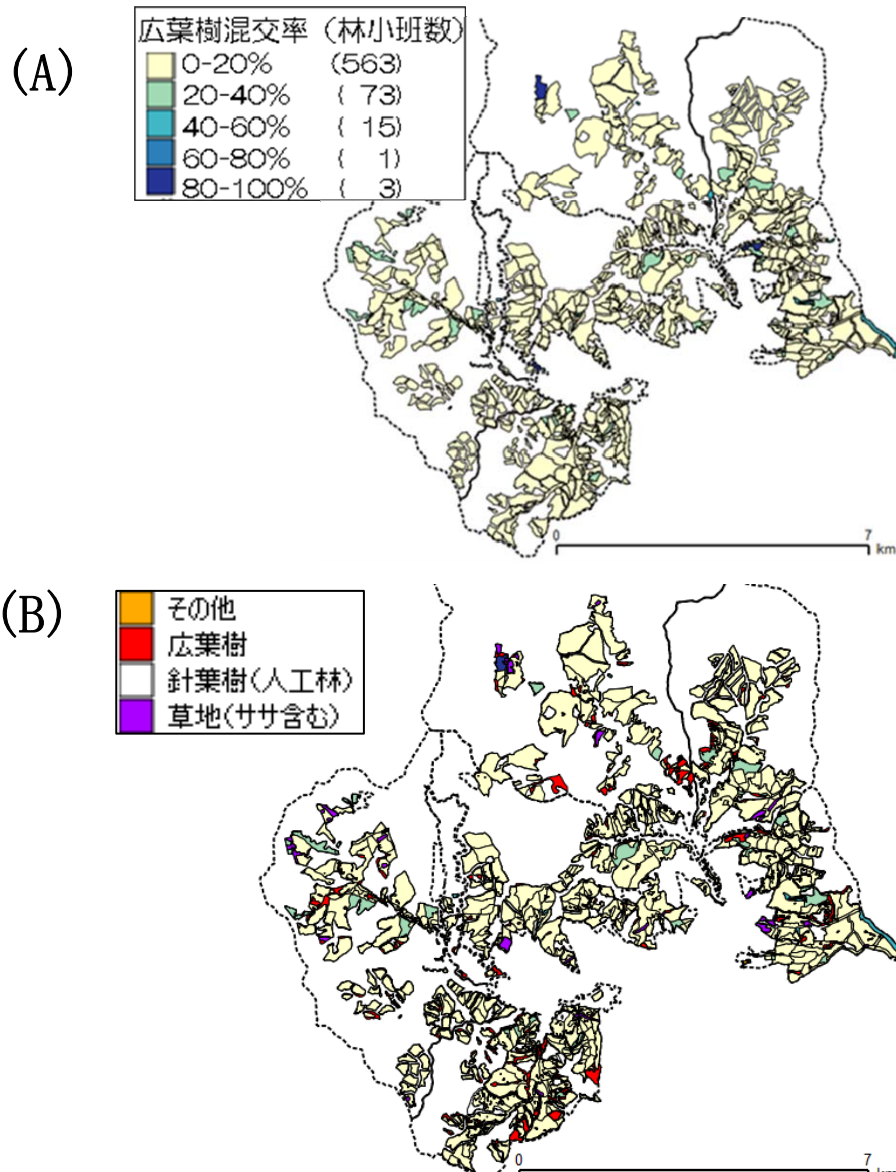 (A)
広葉樹混交率 (林小班数)
0-20% (563)
20-40% ( 73)
40-60% ( 15)
60-80% ( 1)
80-100% ( 3)
0 7
km
(B)
その他
広葉樹
針葉樹(人工林)
草地(ササ含む)
0 7
km